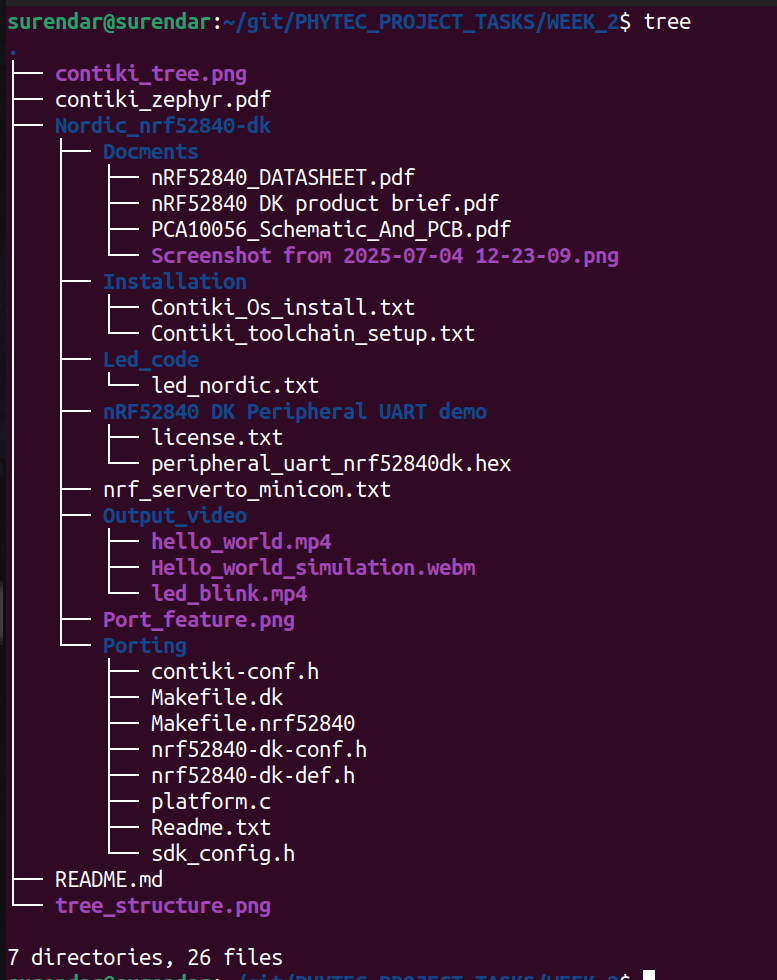 surendar@surendar:~/git/PHYTEC_PROJECT_TASKS/WEEK_2$ tree
.
├── contiki_tree.png
├── contiki_zephyr.pdf
├── Nordic_nrf52840-dk
│   ├── Docments
│   │   ├── nRF52840_DATASHEET.pdf
│   │   ├── nRF52840 DK product brief.pdf
│   │   ├── PCA10056_Schematic_And_PCB.pdf
│   │   └── Screenshot from 2025-07-04 12-23-09.png
│   ├── Installation
│   │   ├── Contiki_Os_install.txt
│   │   └── Contiki_toolchain_setup.txt
│   ├── Led_code
│   │   └── led_nordic.txt
│   ├── nRF52840 DK Peripheral UART demo
│   │   ├── license.txt
│   │   └── peripheral_uart_nrf52840dk.hex
│   ├── nrf_serverto_minicom.txt
│   ├── Output_video
│   │   ├── hello_world.mp4
│   │   ├── Hello_world_simulation.webm
│   │   └── led_blink.mp4
│   ├── Port_feature.png
│   └── Porting
│       ├── contiki-conf.h
│       ├── Makefile.dk
│       ├── Makefile.nrf52840
│       ├── nrf52840-dk-conf.h
│       ├── nrf52840-dk-def.h
│       ├── platform.c
│       ├── Readme.txt
│       └── sdk_config.h
├── README.md
└── tree_structure.png

7 directories, 26 files
surendar@surendar:~/git/PHYTEC_PROJECT_TASKS/WEEK_2$